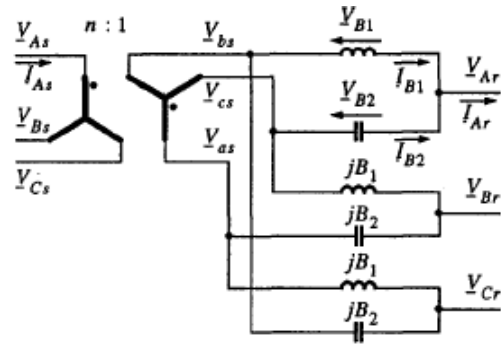 n : 1
V_As
I_As
V_Bs
V_Cs
V_bs
V_cs
V_as
V_B1
I_B1
V_Ar
I_Ar
V_B2
I_B2
jB_1
V_Br
jB_2
jB_1
V_Cr
jB_2